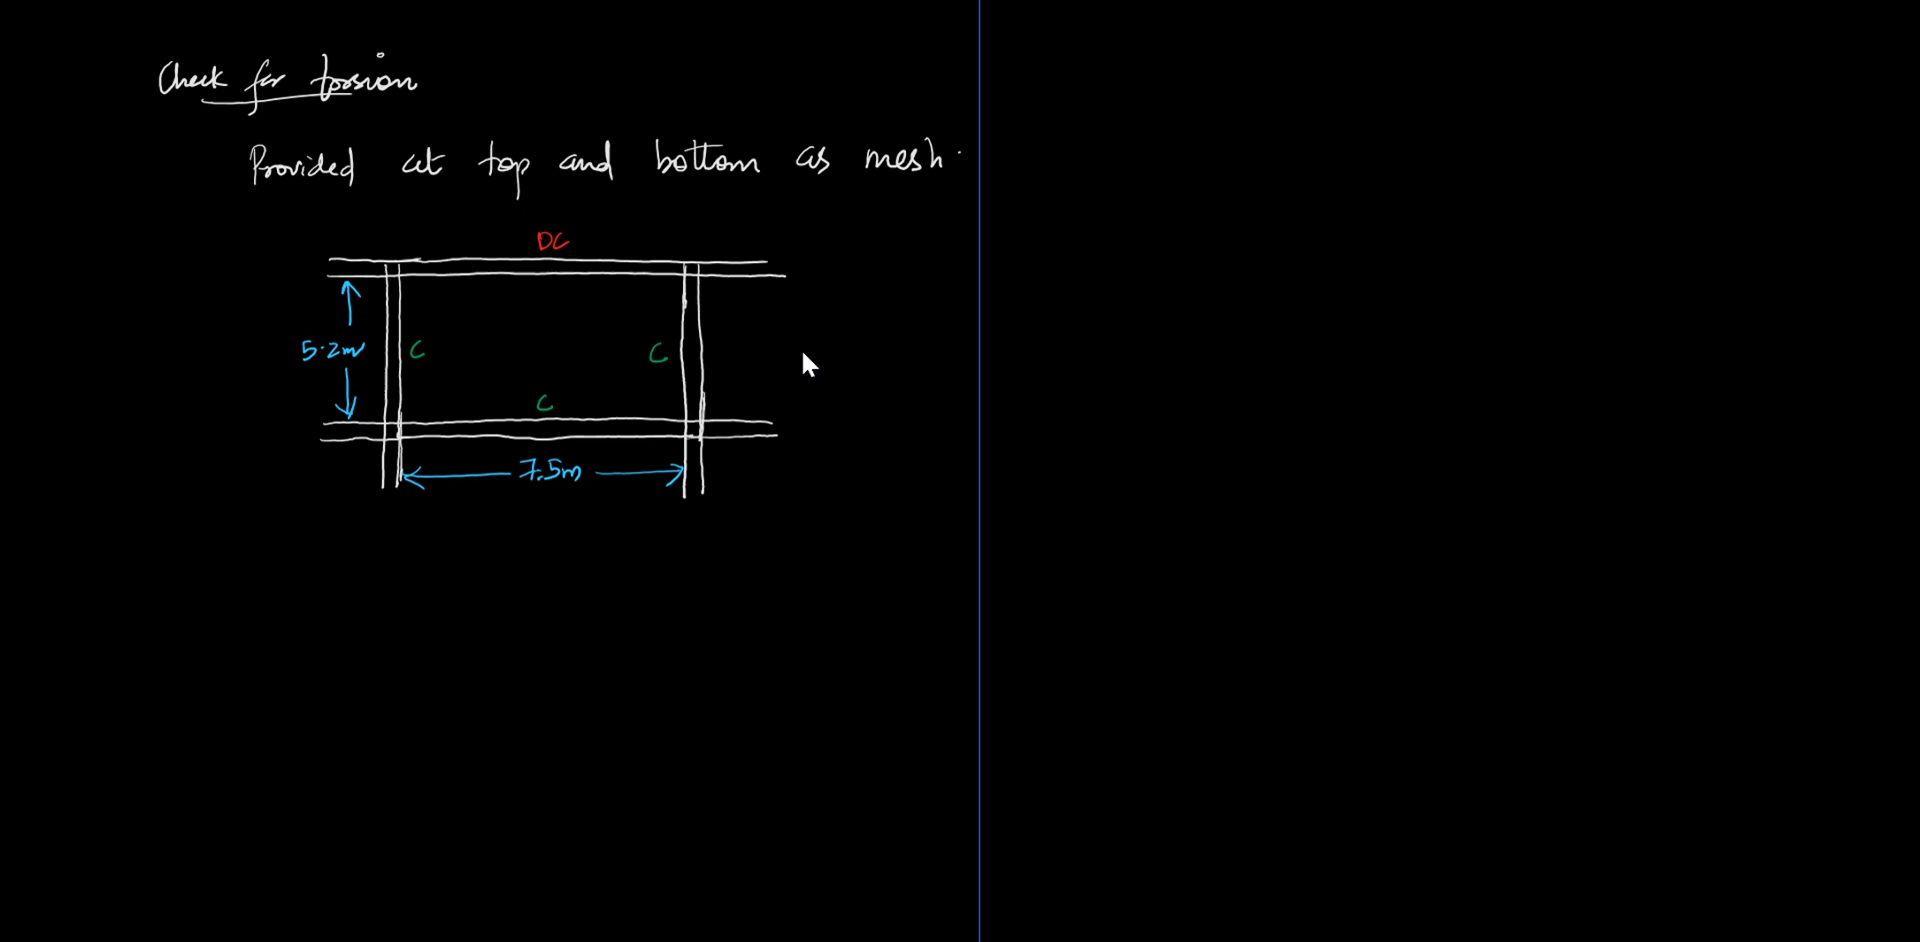 Check for torsion
Provided at top and bottom as mesh.
DC
5.2m
C
C
C
7.5m